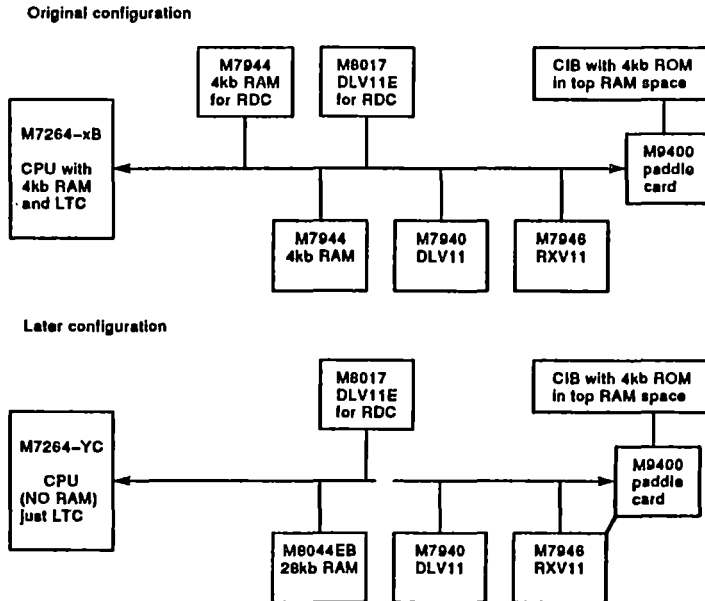 Original configuration
M7944
4kb RAM
for RDC
M8017
DLV11E
for RDC
CIB with 4kb ROM
in top RAM space
M7264-xB
CPU with
4kb RAM
and LTC
M9400
paddle
card
M7944
4kb RAM
M7940
DLV11
M7946
RXV11
Later configuration
M8017
DLV11E
for RDC
CIB with 4kb ROM
in top RAM space
M7264-YC
CPU
(NO RAM)
just LTC
M9400
paddle
card
M8044EB
28kb RAM
M7940
DLV11
M7946
RXV11